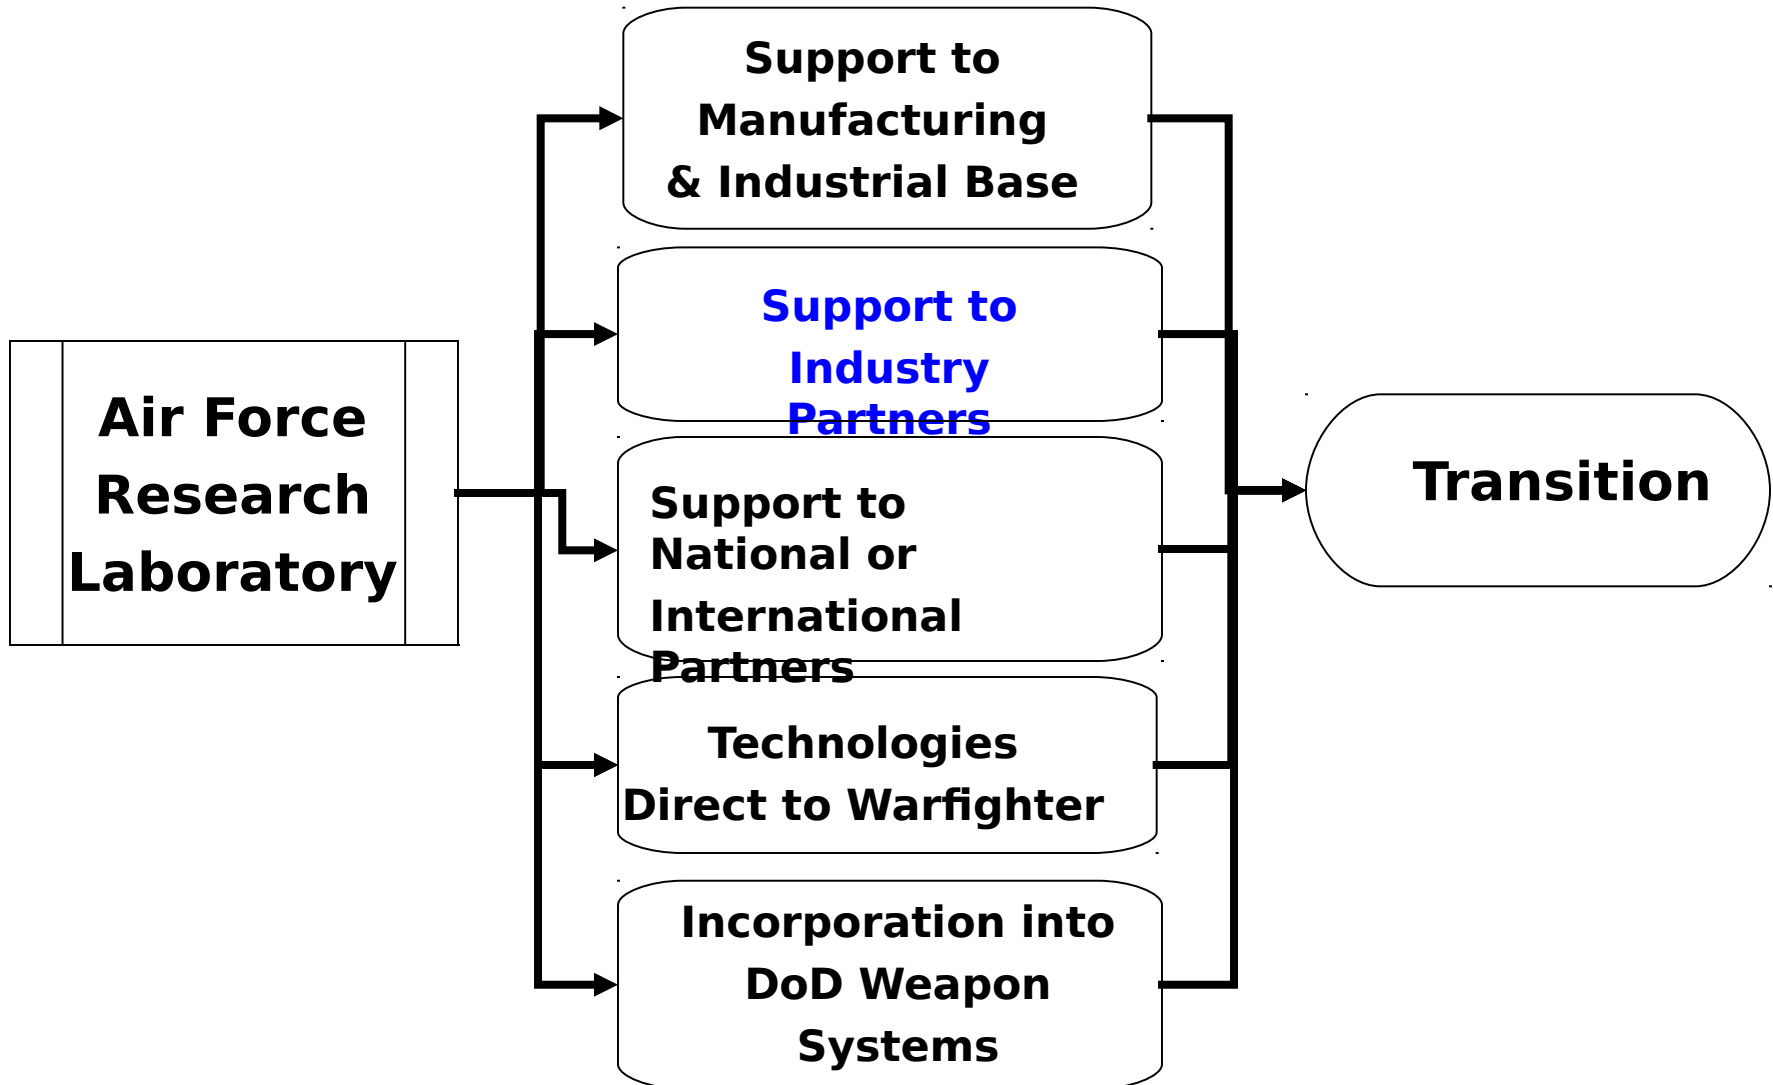 Air Force
Research
Laboratory
Support to
Manufacturing
& Industrial Base
Support to
Industry
Partners
Support to
National or
International
Partners
Technologies
Direct to Warfighter
Incorporation into
DoD Weapon
Systems
Transition